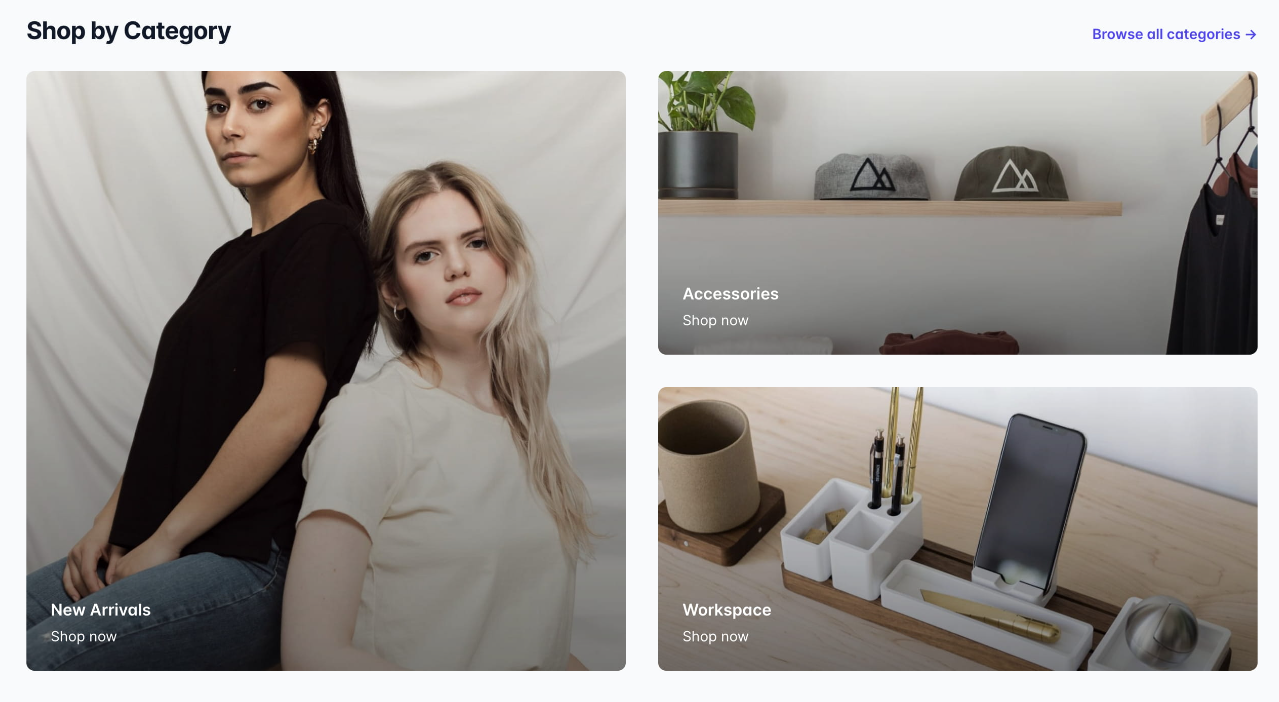 Shop by Category
Browse all categories →
New Arrivals
Shop now
Accessories
Shop now
Workspace
Shop now